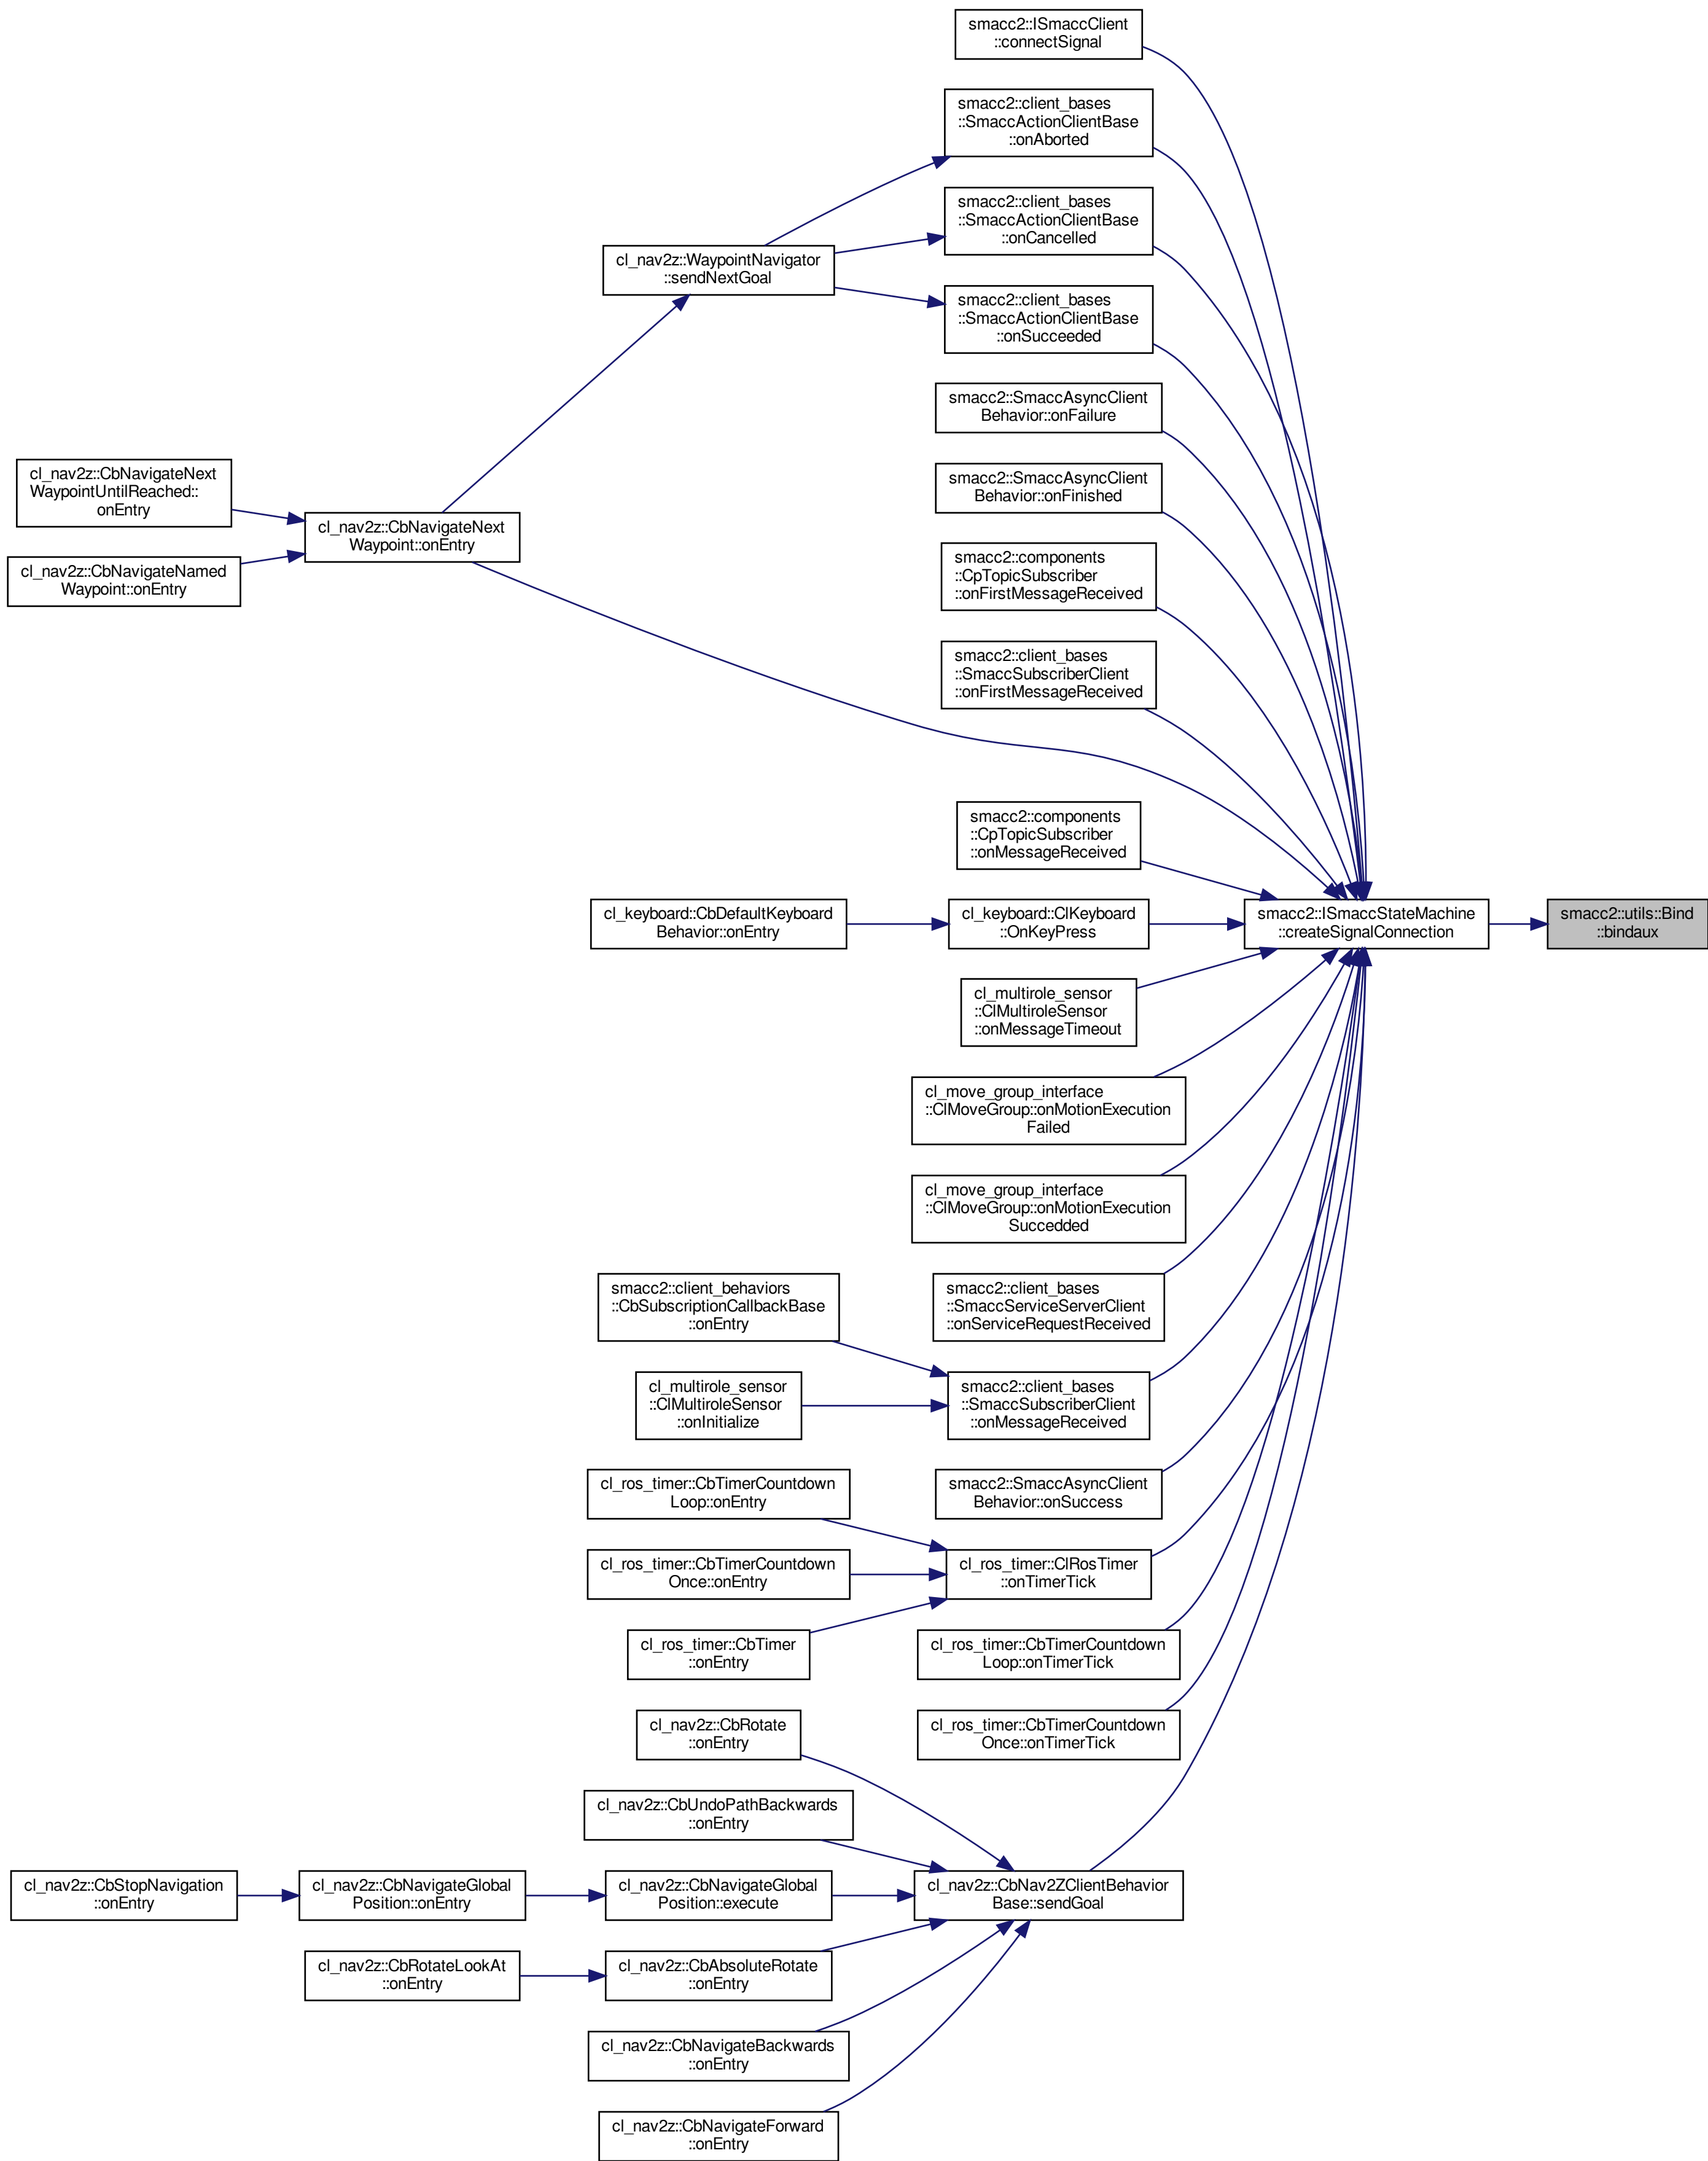 smacc2::ISmaccClient
::connectSignal
smacc2::client_bases
::SmaccActionClientBase
::onAborted
smacc2::client_bases
::SmaccActionClientBase
::onCancelled
cl_nav2z::WaypointNavigator
::sendNextGoal
smacc2::client_bases
::SmaccActionClientBase
::onSucceeded
smacc2::SmaccAsyncClient
Behavior::onFailure
cl_nav2z::CbNavigateNext
WaypointUntilReached::
onEntry
smacc2::SmaccAsyncClient
Behavior::onFinished
cl_nav2z::CbNavigateNext
Waypoint::onEntry
cl_nav2z::CbNavigateNamed
Waypoint::onEntry
smacc2::components
::CpTopicSubscriber
::onFirstMessageReceived
smacc2::client_bases
::SmaccSubscriberClient
::onFirstMessageReceived
smacc2::components
::CpTopicSubscriber
::onMessageReceived
cl_keyboard::CbDefaultKeyboard
Behavior::onEntry
cl_keyboard::ClKeyboard
::OnKeyPress
smacc2::ISmaccStateMachine
::createSignalConnection
smacc2::utils::Bind
::bindaux
cl_multirole_sensor
::ClMultiroleSensor
::onMessageTimeout
cl_move_group_interface
::ClMoveGroup::onMotionExecution
Failed
cl_move_group_interface
::ClMoveGroup::onMotionExecution
Succedded
smacc2::client_behaviors
::CbSubscriptionCallbackBase
::onEntry
smacc2::client_bases
::SmaccServiceServerClient
::onServiceRequestReceived
cl_multirole_sensor
::ClMultiroleSensor
::onInitialize
smacc2::client_bases
::SmaccSubscriberClient
::onMessageReceived
cl_ros_timer::CbTimerCountdown
Loop::onEntry
smacc2::SmaccAsyncClient
Behavior::onSuccess
cl_ros_timer::CbTimerCountdown
Once::onEntry
cl_ros_timer::ClRosTimer
::onTimerTick
cl_ros_timer::CbTimer
::onEntry
cl_ros_timer::CbTimerCountdown
Loop::onTimerTick
cl_nav2z::CbRotate
::onEntry
cl_ros_timer::CbTimerCountdown
Once::onTimerTick
cl_nav2z::CbUndoPathBackwards
::onEntry
cl_nav2z::CbStopNavigation
::onEntry
cl_nav2z::CbNavigateGlobal
Position::onEntry
cl_nav2z::CbNavigateGlobal
Position::execute
cl_nav2z::CbNav2ZClientBehavior
Base::sendGoal
cl_nav2z::CbRotateLookAt
::onEntry
cl_nav2z::CbAbsoluteRotate
::onEntry
cl_nav2z::CbNavigateBackwards
::onEntry
cl_nav2z::CbNavigateForward
::onEntry